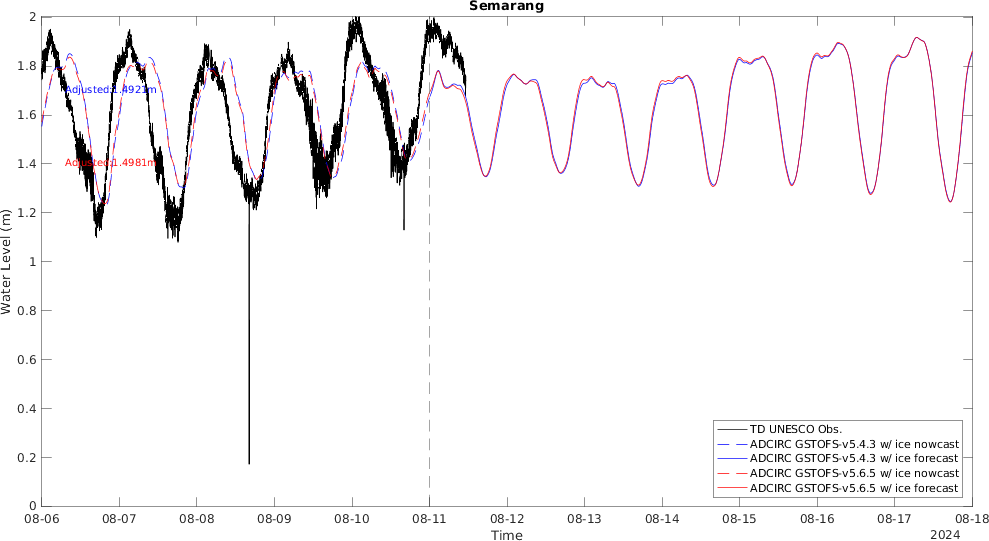 Semarang
2
1.8
1.6
1.4
1.2
1
0.8
0.6
0.4
0.2
0
Water Level (m)
Adjusted:1.4921m
Adjusted:1.4981m
TD UNESCO Obs.
ADCIRC GSTOFS-v5.4.3 w/ ice nowcast
ADCIRC GSTOFS-v5.4.3 w/ ice forecast
ADCIRC GSTOFS-v5.6.5 w/ ice nowcast
ADCIRC GSTOFS-v5.6.5 w/ ice forecast
08-06 08-07 08-08 08-09 08-10 08-11 08-12 08-13 08-14 08-15 08-16 08-17 08-18
Time
2024